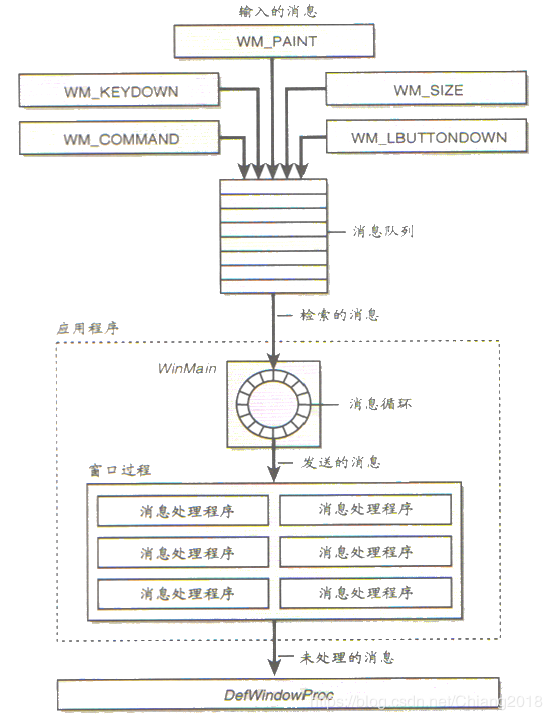 输入的消息
WM_PAINT
WM_KEYDOWN
WM_SIZE
WM_COMMAND
WM_LBUTTONDOWN
消息队列
检索的消息
应用程序
WinMain
消息循环
发送的消息
窗口过程
消息处理程序
消息处理程序
消息处理程序
消息处理程序
消息处理程序
消息处理程序
未处理的消息
DefWindowProc
https://blog.csdn.net/Chiang2018